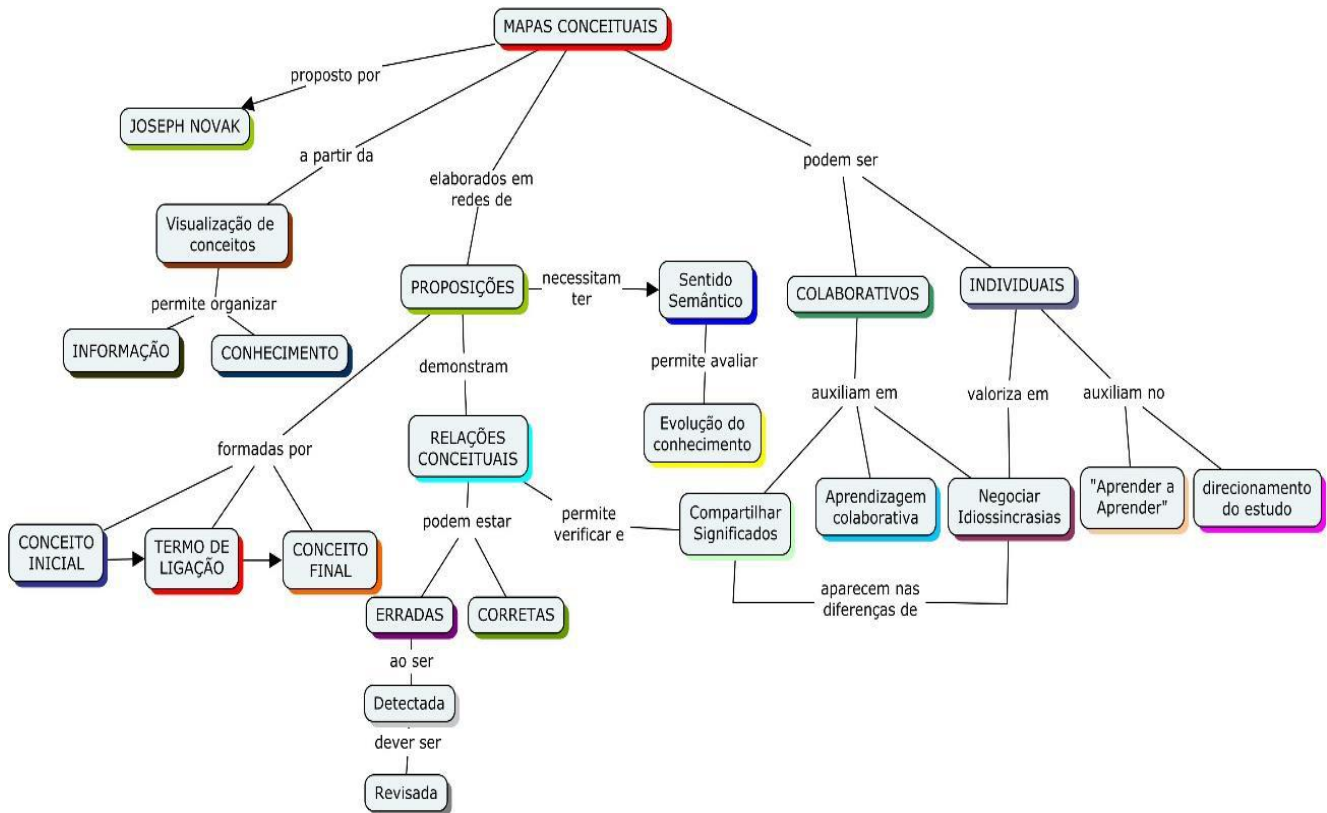 MAPAS CONCEITUAIS
proposto por
JOSEPH NOVAK
a partir da
elaborados em
redes de
podem ser
Visualização de
conceitos
permite organizar
INFORMAÇÃO
CONHECIMENTO
PROPOSIÇÕES
necessitam
ter
Sentido
Semântico
COLABORATIVOS
INDIVIDUAIS
demonstram
permite avaliar
auxiliam em
valoriza em
auxiliam no
formadas por
RELAÇÕES
CONCEITUAIS
Evolução do
conhecimento
CONCEITO
INICIAL
TERMO DE
LIGAÇÃO
CONCEITO
FINAL
podem estar
permite
verificar e
Compartilhar
Significados
Aprendizagem
colaborativa
Negociar
Idiossincrasias
"Aprender a
Aprender"
direcionamento
do estudo
aparecem nas
diferenças de
ERRADAS
CORRETAS
ao ser
Detectada
dever ser
Revisada